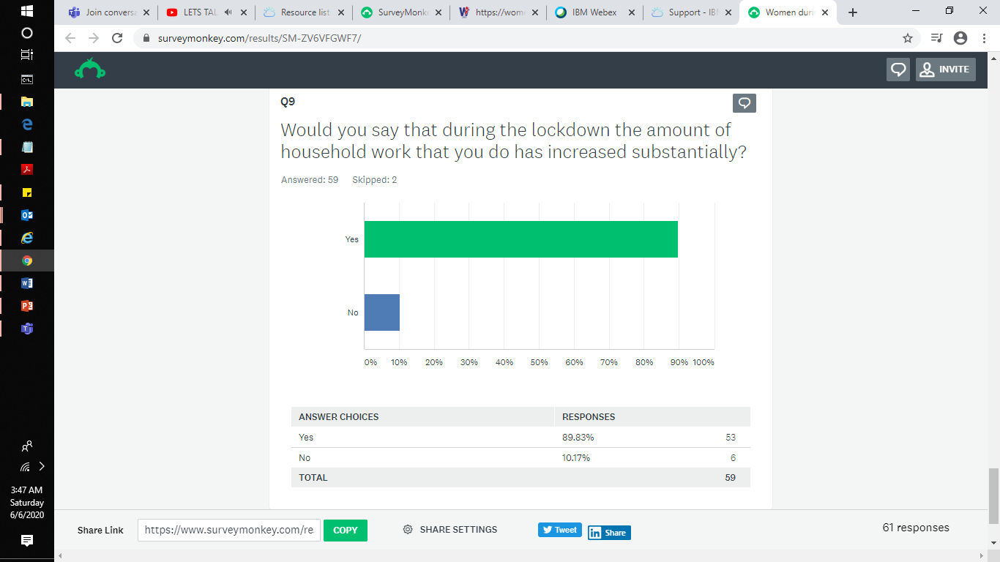 Join convers
LETS TAL
Resource list
SurveyMonk
https://wom
IBM Webex
Support - IB
Women duri
surveymonkey.com/results/SM-ZV6VFGWF7/
INVITE
Q9
Would you say that during the lockdown the amount of
household work that you do has increased substantially?
Answered: 59 Skipped: 2
Yes
No
0% 10% 20% 30% 40% 50% 60% 70% 80% 90% 100%
ANSWER CHOICES RESPONSES
Yes 89.83% 53
No 10.17% 6
TOTAL 59
3:47 AM
Saturday
6/6/2020
Share Link https://www.surveymonkey.com/re COPY SHARE SETTINGS Tweet in Share 61 responses